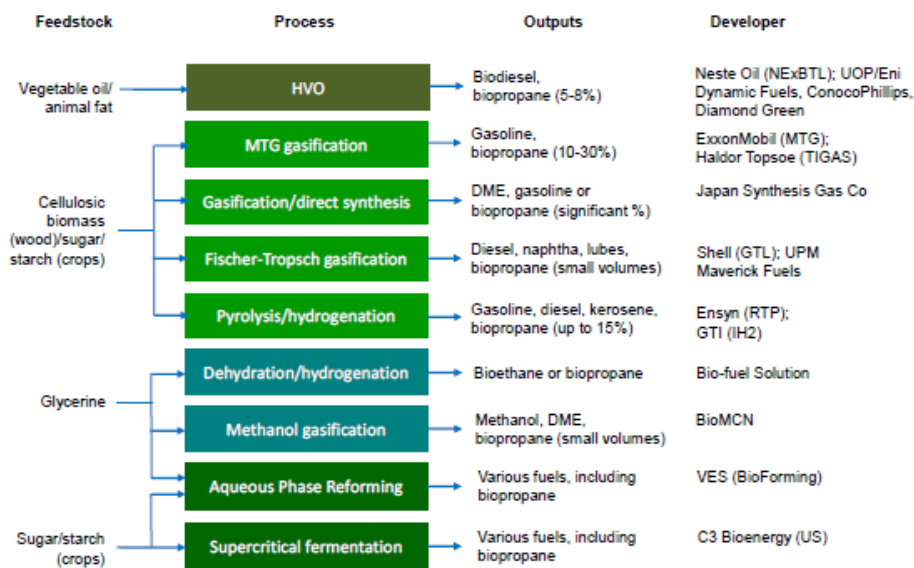 Feedstock
Process
Outputs
Developer
Vegetable oil/
animal fat
HVO
Biodiesel,
biopropane (5-8%)
Neste Oil (NExBTL); UOP/Eni
Dynamic Fuels, ConocoPhillips,
Diamond Green
Cellulosic
biomass
(wood)/sugar/
starch (crops)
MTG gasification
Gasoline,
biopropane (10-30%)
ExxonMobil (MTG);
Haldor Topsoe (TIGAS)
Gasification/direct synthesis
DME, gasoline or
biopropane (significant %)
Japan Synthesis Gas Co
Fischer-Tropsch gasification
Diesel, naphtha, lubes,
biopropane (small volumes)
Shell (GTL); UPM
Maverick Fuels
Pyrolysis/hydrogenation
Gasoline, diesel, kerosene,
biopropane (up to 15%)
Ensyn (RTP);
GTI (IH2)
Glycerine
Dehydration/hydrogenation
Bioethane or biopropane
Bio-fuel Solution
Methanol gasification
Methanol, DME,
biopropane (small volumes)
BioMCN
Aqueous Phase Reforming
Various fuels, including
biopropane
VES (BioForming)
Sugar/starch
(crops)
Supercritical fermentation
Various fuels, including
biopropane
C3 Bioenergy (US)